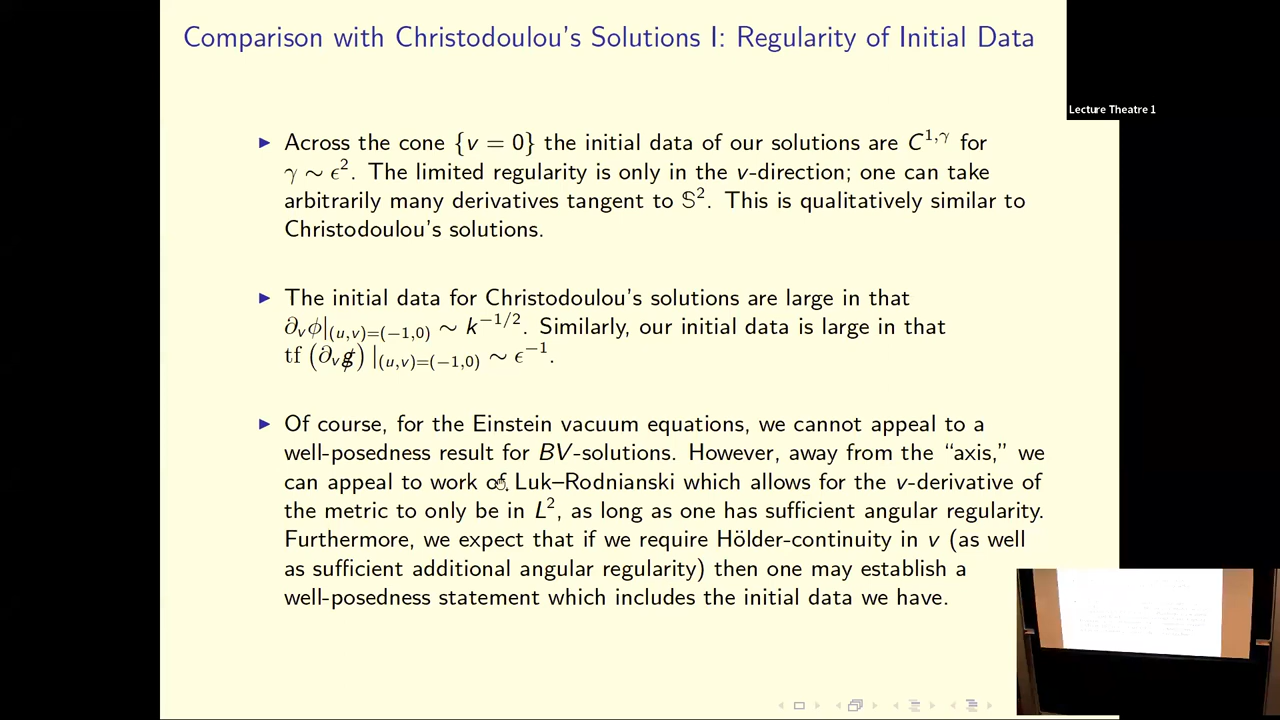 Comparison with Christodoulou's Solutions I: Regularity of Initial Data
Lecture Theatre 1
▶ Across the cone {v = 0} the initial data of our solutions are C^{1,γ} for
γ ∼ ϵ². The limited regularity is only in the v-direction; one can take
arbitrarily many derivatives tangent to 𝕊². This is qualitatively similar to
Christodoulou's solutions.
▶ The initial data for Christodoulou's solutions are large in that
∂_vϕ|_{(u,v)=(−1,0)} ∼ k^{−1/2}. Similarly, our initial data is large in that
tf (∂_v g̸) |_{(u,v)=(−1,0)} ∼ ϵ^{−1}.
▶ Of course, for the Einstein vacuum equations, we cannot appeal to a
well-posedness result for BV-solutions. However, away from the “axis,” we
can appeal to work of Luk–Rodnianski which allows for the v-derivative of
the metric to only be in L², as long as one has sufficient angular regularity.
Furthermore, we expect that if we require Hölder-continuity in v (as well
as sufficient additional angular regularity) then one may establish a
well-posedness statement which includes the initial data we have.